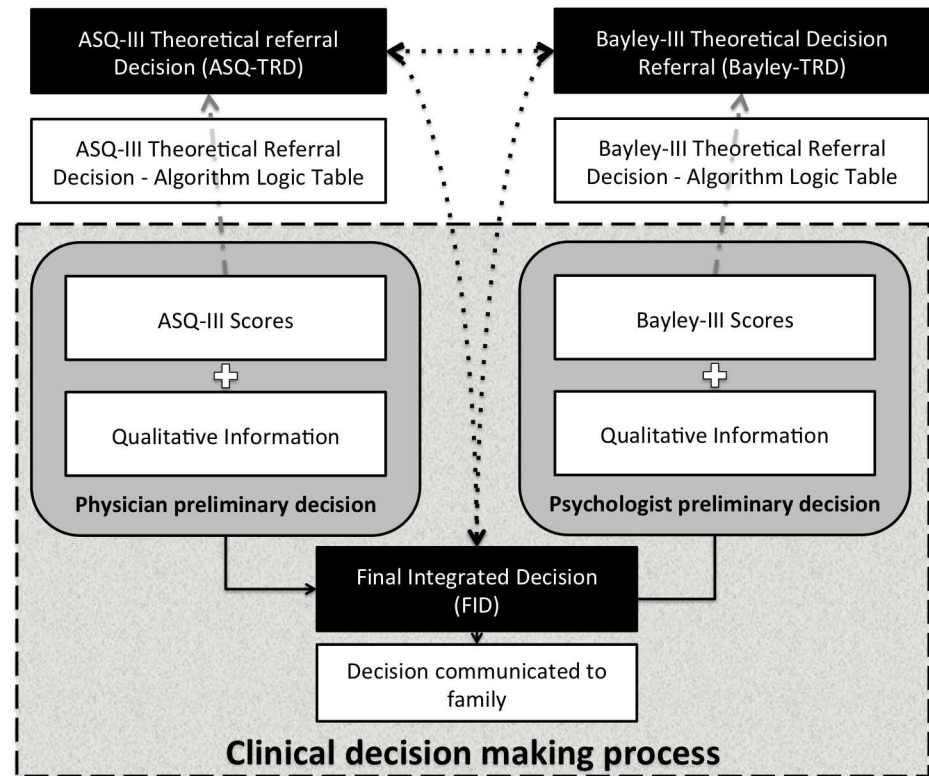 ASQ-III Theoretical referral
Decision (ASQ-TRD)
Bayley-III Theoretical Decision
Referral (Bayley-TRD)
ASQ-III Theoretical Referral
Decision - Algorithm Logic Table
Bayley-III Theoretical Referral
Decision - Algorithm Logic Table
ASQ-III Scores
Qualitative Information
Physician preliminary decision
Bayley-III Scores
Qualitative Information
Psychologist preliminary decision
Final Integrated Decision
(FID)
Decision communicated to
family
Clinical decision making process